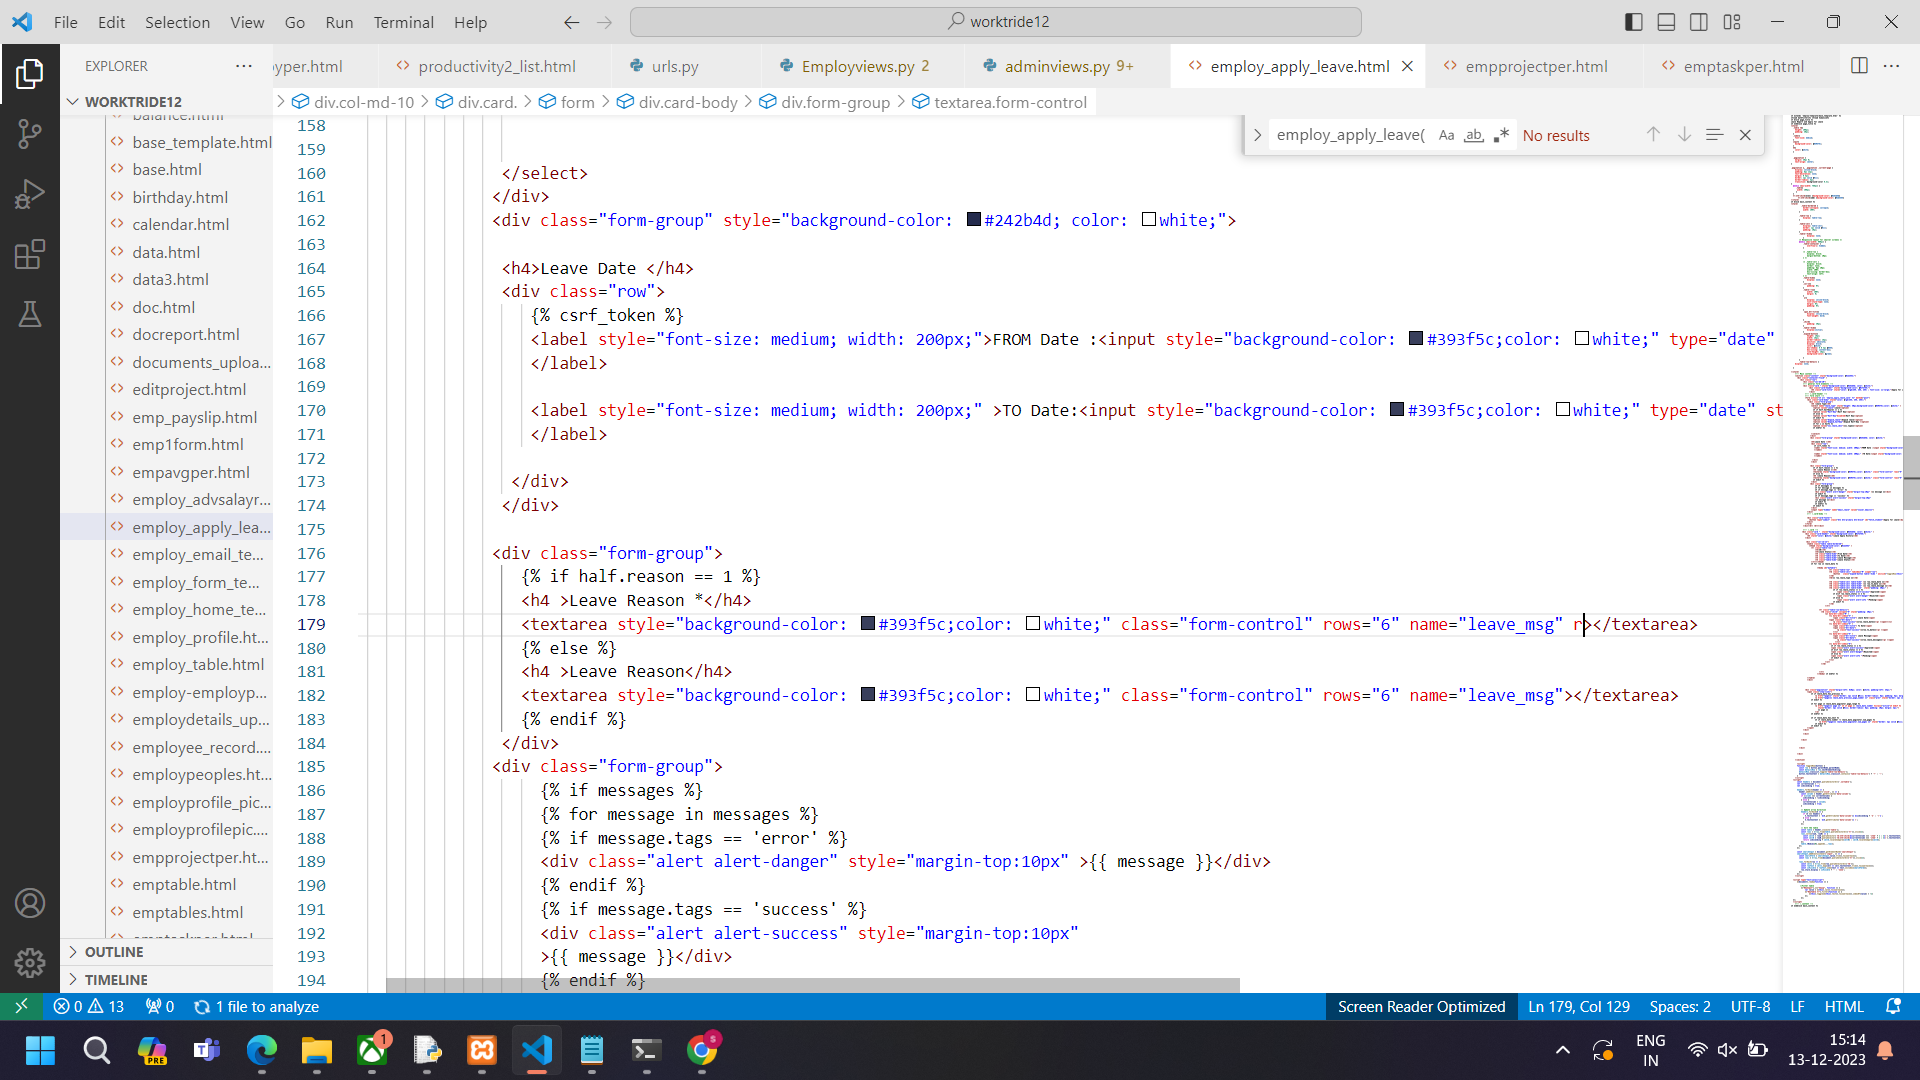 File Edit Selection View Go Run Terminal Help
worktride12
EXPLORER
yper.html
productivity2_list.html
urls.py
Employviews.py 2
adminviews.py 9+
employ_apply_leave.html
empprojectper.html
emptaskper.html
WORKTRIDE12
div.col-md-10 > div.card. > form > div.card-body > div.form-group > textarea.form-control
employ_apply_leave(
Aa ab .*
No results
balance.html
base_template.html
base.html
birthday.html
calendar.html
data.html
data3.html
doc.html
docreport.html
documents_uploa...
editproject.html
emp_payslip.html
emp1form.html
empavgper.html
employ_advsalayr...
employ_apply_lea...
employ_email_te...
employ_form_te...
employ_home_te...
employ_profile.ht...
employ_table.html
employ-employp...
employdetails_up...
employee_record....
employpeoples.ht...
employprofile_pic...
employprofilepic....
empprojectper.ht...
emptable.html
emptables.html
emptaskper.html
OUTLINE
TIMELINE
158
159
160 </select>
161 </div>
162 <div class="form-group" style="background-color: #242b4d; color: white;">
163
164 <h4>Leave Date </h4>
165 <div class="row">
166 {% csrf_token %}
167 <label style="font-size: medium; width: 200px;">FROM Date :<input style="background-color: #393f5c;color: white;" type="date"
168 </label>
169
170 <label style="font-size: medium; width: 200px;" >TO Date:<input style="background-color: #393f5c;color: white;" type="date" st
171 </label>
172
173 </div>
174 </div>
175
176 <div class="form-group">
177 {% if half.reason == 1 %}
178 <h4 >Leave Reason *</h4>
179 <textarea style="background-color: #393f5c;color: white;" class="form-control" rows="6" name="leave_msg" r></textarea>
180 {% else %}
181 <h4 >Leave Reason</h4>
182 <textarea style="background-color: #393f5c;color: white;" class="form-control" rows="6" name="leave_msg"></textarea>
183 {% endif %}
184 </div>
185 <div class="form-group">
186 {% if messages %}
187 {% for message in messages %}
188 {% if message.tags == 'error' %}
189 <div class="alert alert-danger" style="margin-top:10px" >{{ message }}</div>
190 {% endif %}
191 {% if message.tags == 'success' %}
192 <div class="alert alert-success" style="margin-top:10px"
193 >{{ message }}</div>
194 {% endif %}
0 13 0 1 file to analyze
Screen Reader Optimized Ln 179, Col 129 Spaces: 2 UTF-8 LF HTML
PRE
1
S
ENG
IN
15:14
13-12-2023